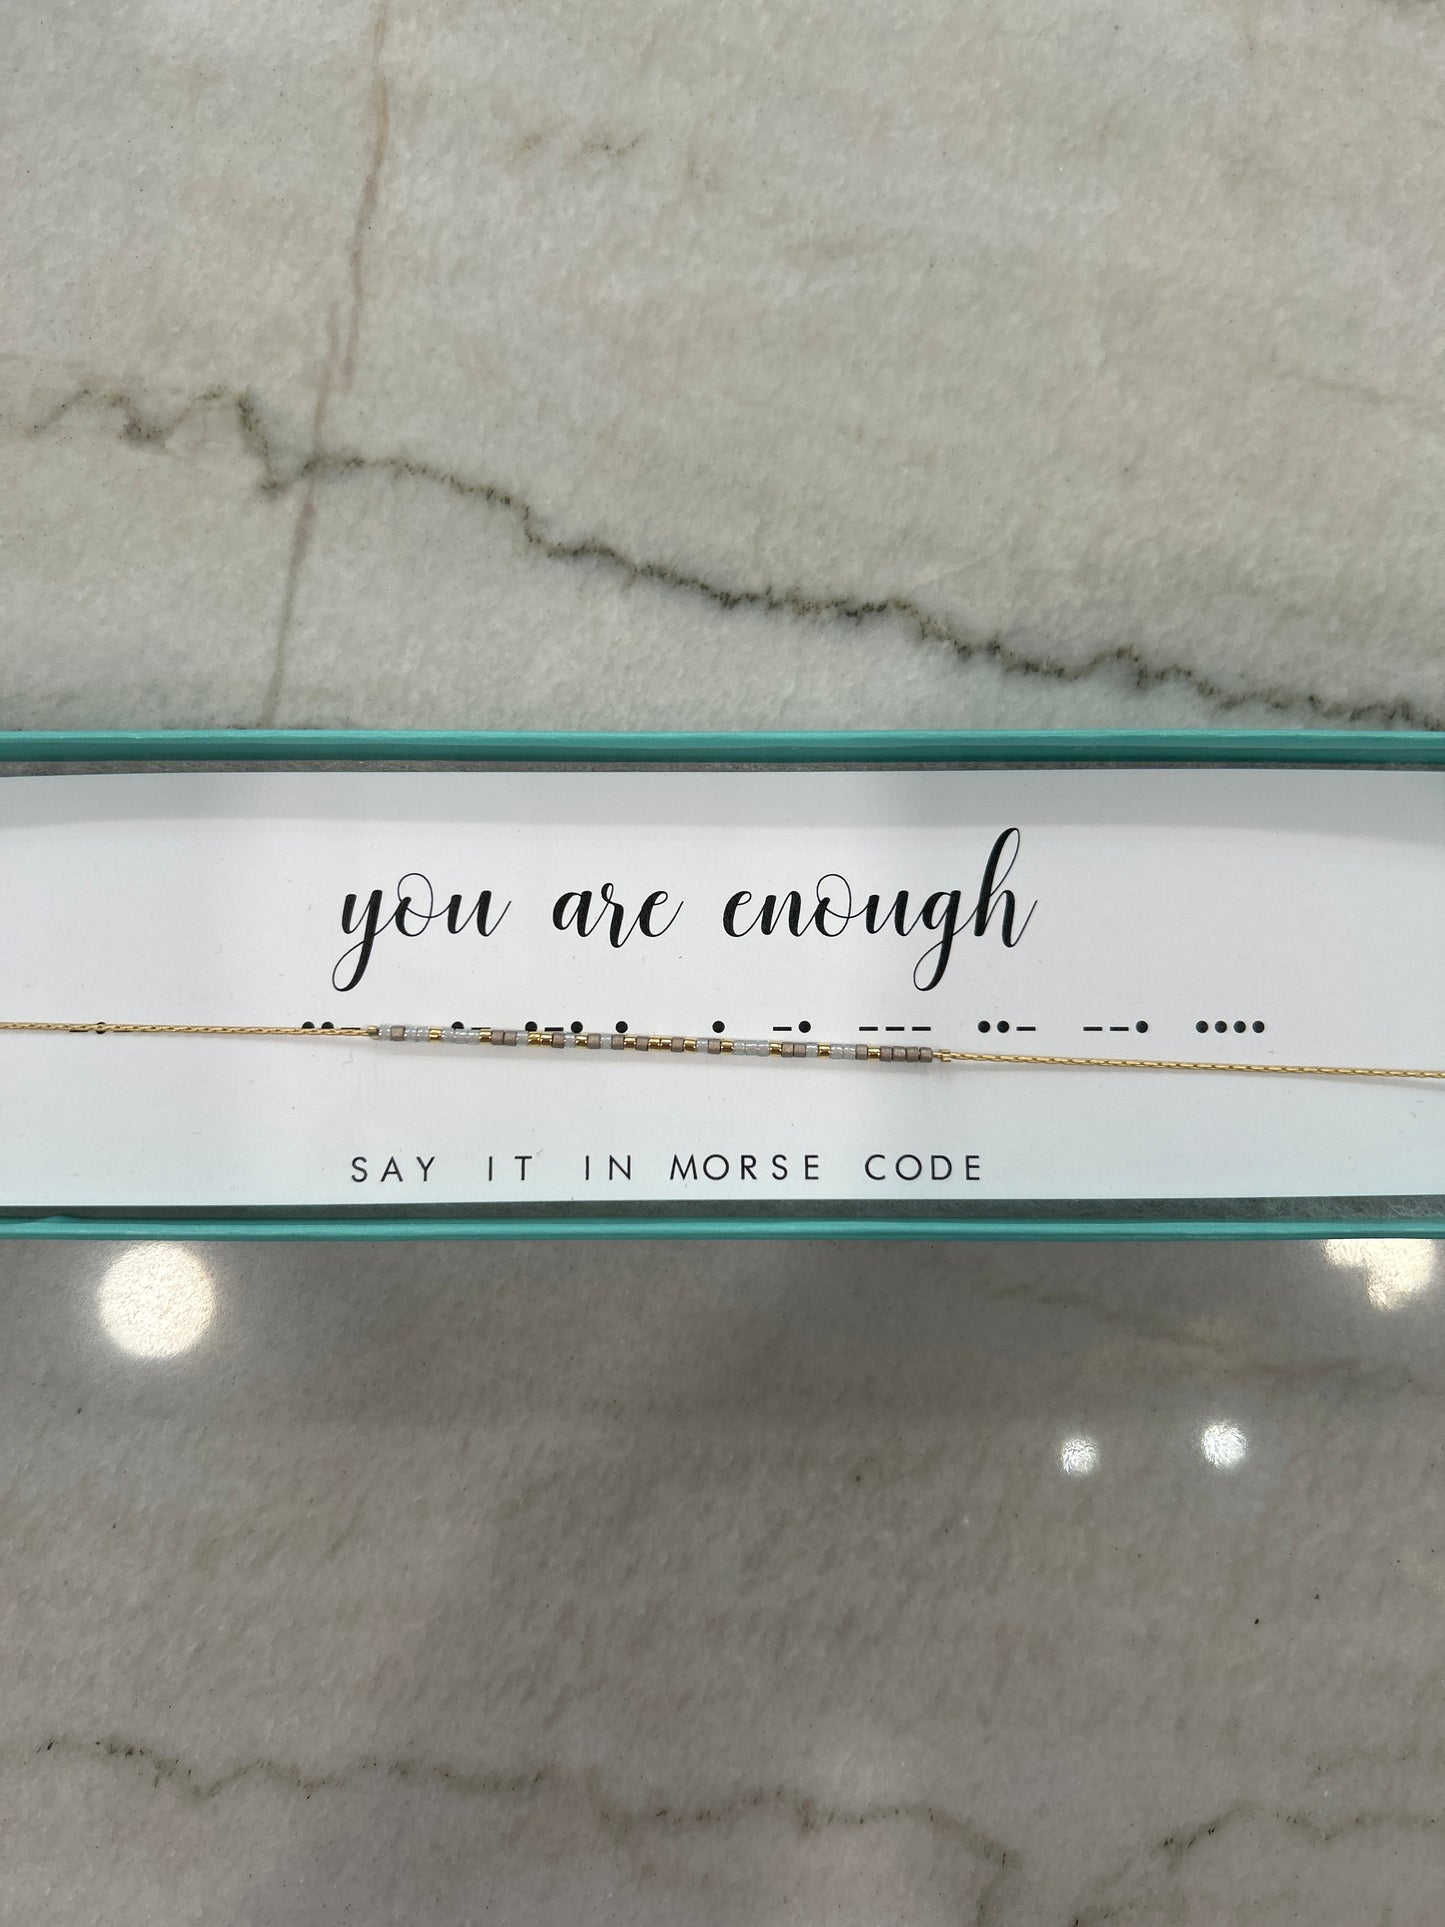 you are enough
–• ••– •– •–• • • –• ––– ••– ––• ••••
SAY IT IN MORSE CODE